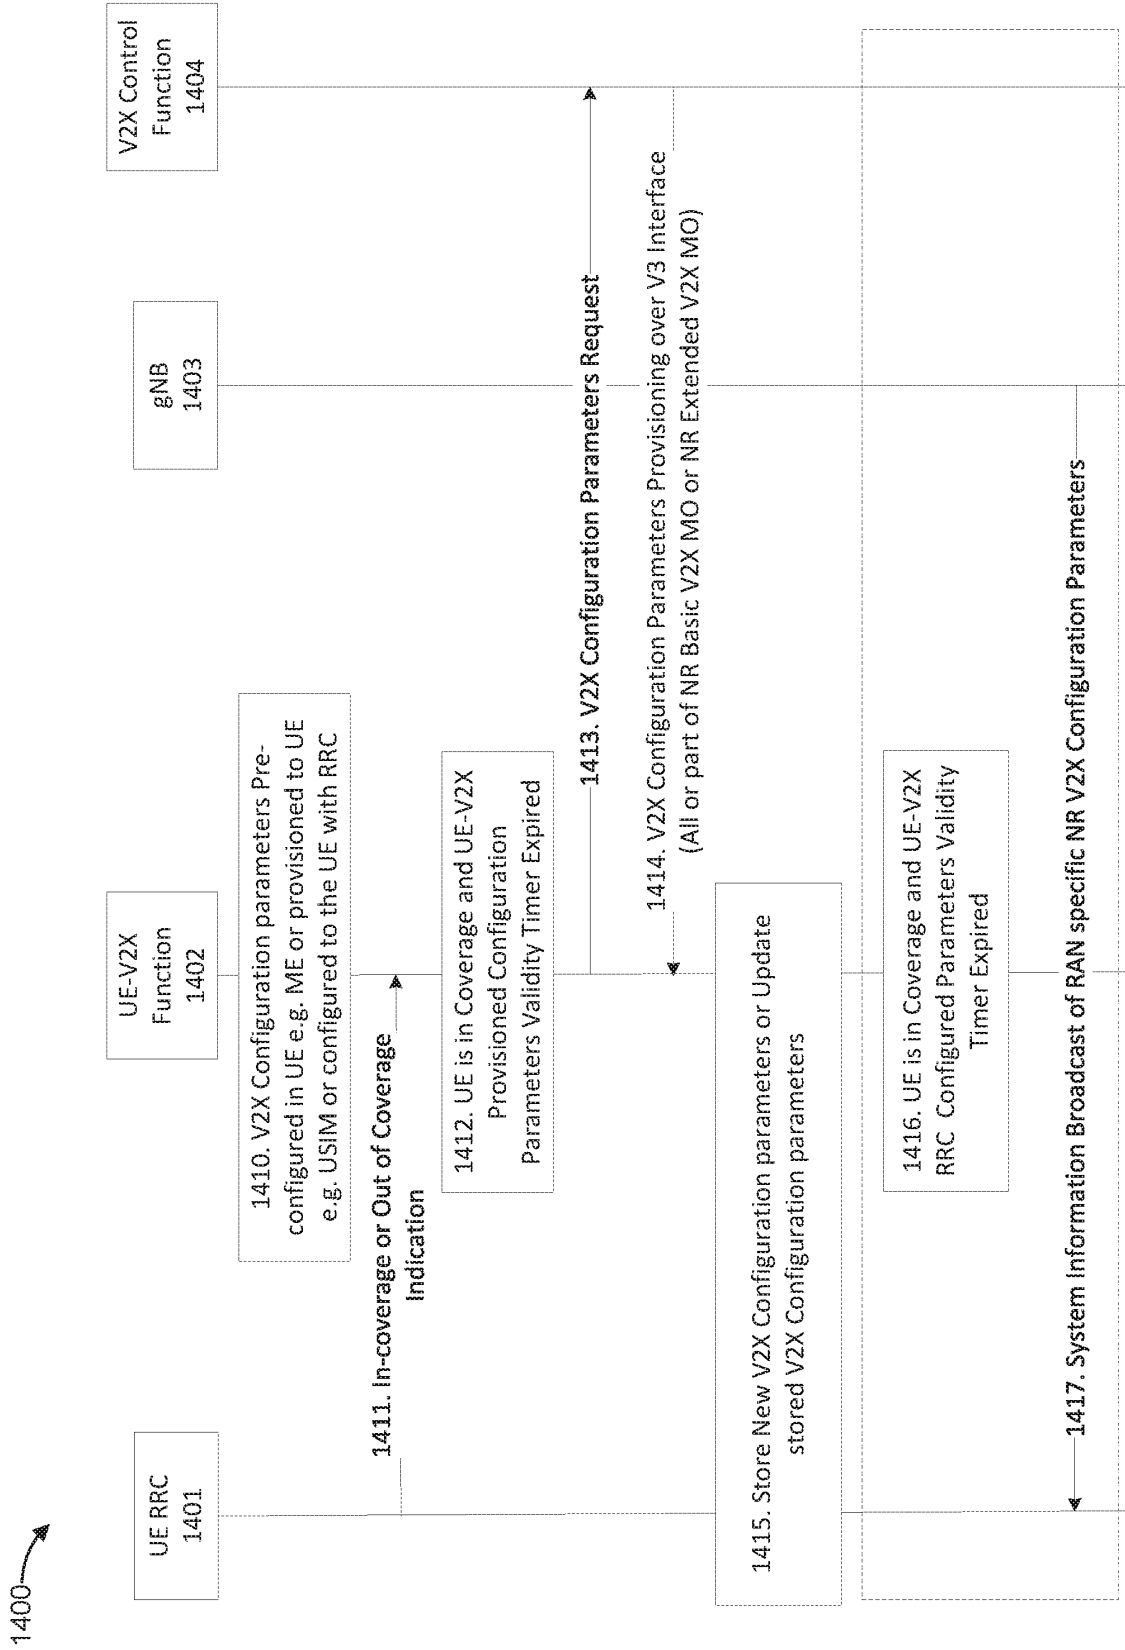 1400
UE RRC
1401
UE-V2X
Function
1402
gNB
1403
V2X Control
Function
1404
1410. V2X Configuration parameters Pre-
configured in UE e.g. ME or provisioned to UE
e.g. USIM or configured to the UE with RRC
1411. In-coverage or Out of Coverage
Indication
1412. UE is in Coverage and UE-V2X
Provisioned Configuration
Parameters Validity Timer Expired
1413. V2X Configuration Parameters Request
1414. V2X Configuration Parameters Provisioning over V3 Interface
(All or part of NR Basic V2X MO or NR Extended V2X MO)
1415. Store New V2X Configuration parameters or Update
stored V2X Configuration parameters
1416. UE is in Coverage and UE-V2X
RRC Configured Parameters Validity
Timer Expired
1417. System Information Broadcast of RAN specific NR V2X Configuration Parameters